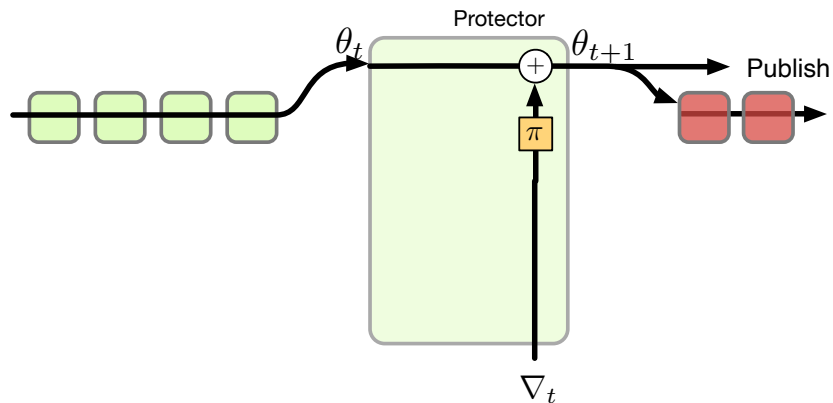 Protector
θ_t
+
θ_{t+1}
Publish
π
∇_t